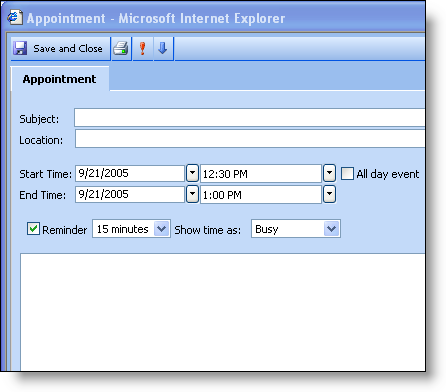 Appointment - Microsoft Internet Explorer
Save and Close
Appointment
Subject:
Location:
Start Time: 9/21/2005 12:30 PM All day event
End Time: 9/21/2005 1:00 PM
Reminder 15 minutes Show time as: Busy